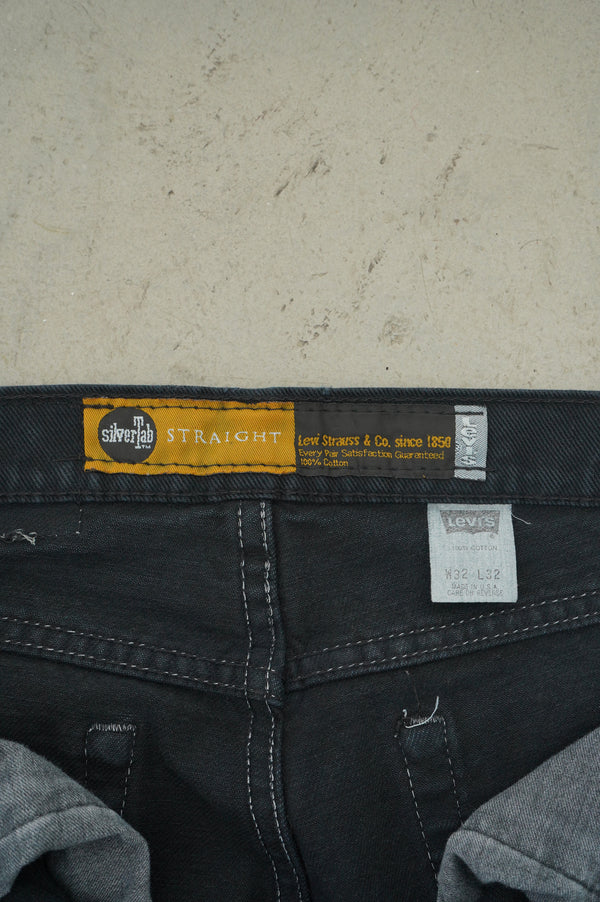 silverTab
TM
STRAIGHT
Levi Strauss & Co. since 1850
Every Pair Satisfaction Guaranteed
100% Cotton
LEVI'S
Levi's
100% COTTON
W32 L32
MADE IN U.S.A.
CARE ON REVERSE